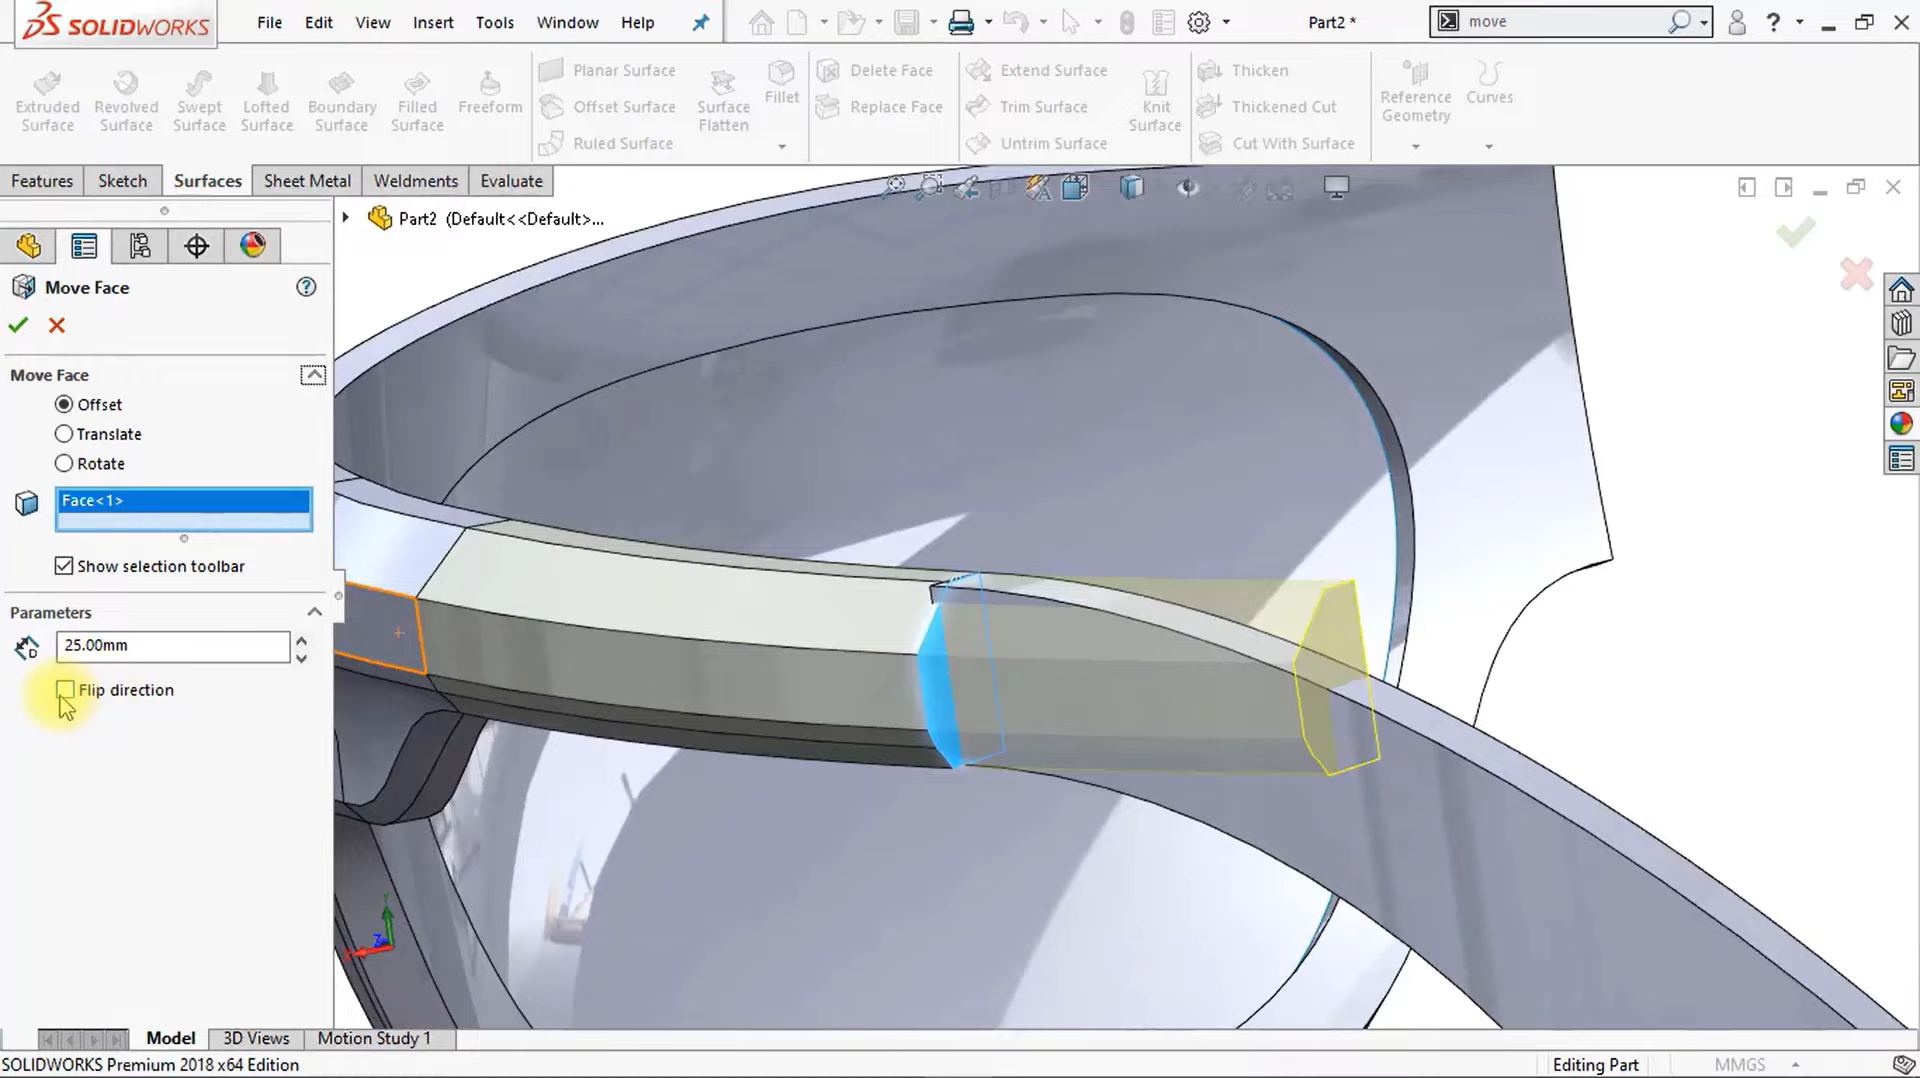 SOLIDWORKS File Edit View Insert Tools Window Help Part2 * move ?
Extruded Surface
Revolved Surface
Swept Surface
Lofted Surface
Boundary Surface
Filled Surface
Freeform
Planar Surface
Offset Surface
Ruled Surface
Surface Flatten
Fillet
Delete Face
Replace Face
Extend Surface
Trim Surface
Untrim Surface
Knit Surface
Thicken
Thickened Cut
Cut With Surface
Reference Geometry
Curves
Features Sketch Surfaces Sheet Metal Weldments Evaluate
Part2 (Default<<Default>...
Move Face ?
Move Face
Offset
Translate
Rotate
Face<1>
Show selection toolbar
Parameters
D 25.00mm
Flip direction
Y
Z
Model 3D Views Motion Study 1
SOLIDWORKS Premium 2018 x64 Edition Editing Part MMGS